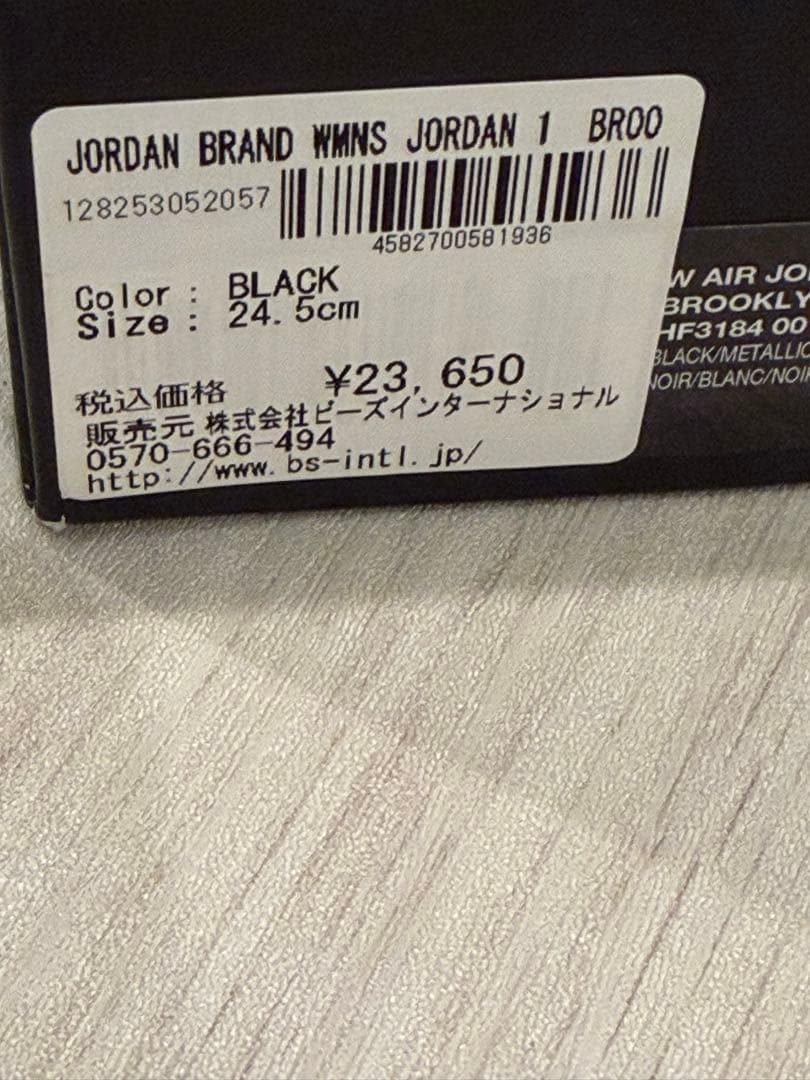 JORDAN BRAND WMNS JORDAN 1 BROO
128253052057
4582700581936
Color : BLACK
Size : 24.5cm
税込価格 ¥23,650
販売元 株式会社ビーズインターナショナル
0570-666-494
http://www.bs-intl.jp/
W AIR JO
BROOKLY
HF3184 00
BLACK/METALLIC
NOIR/BLANC/NOIR